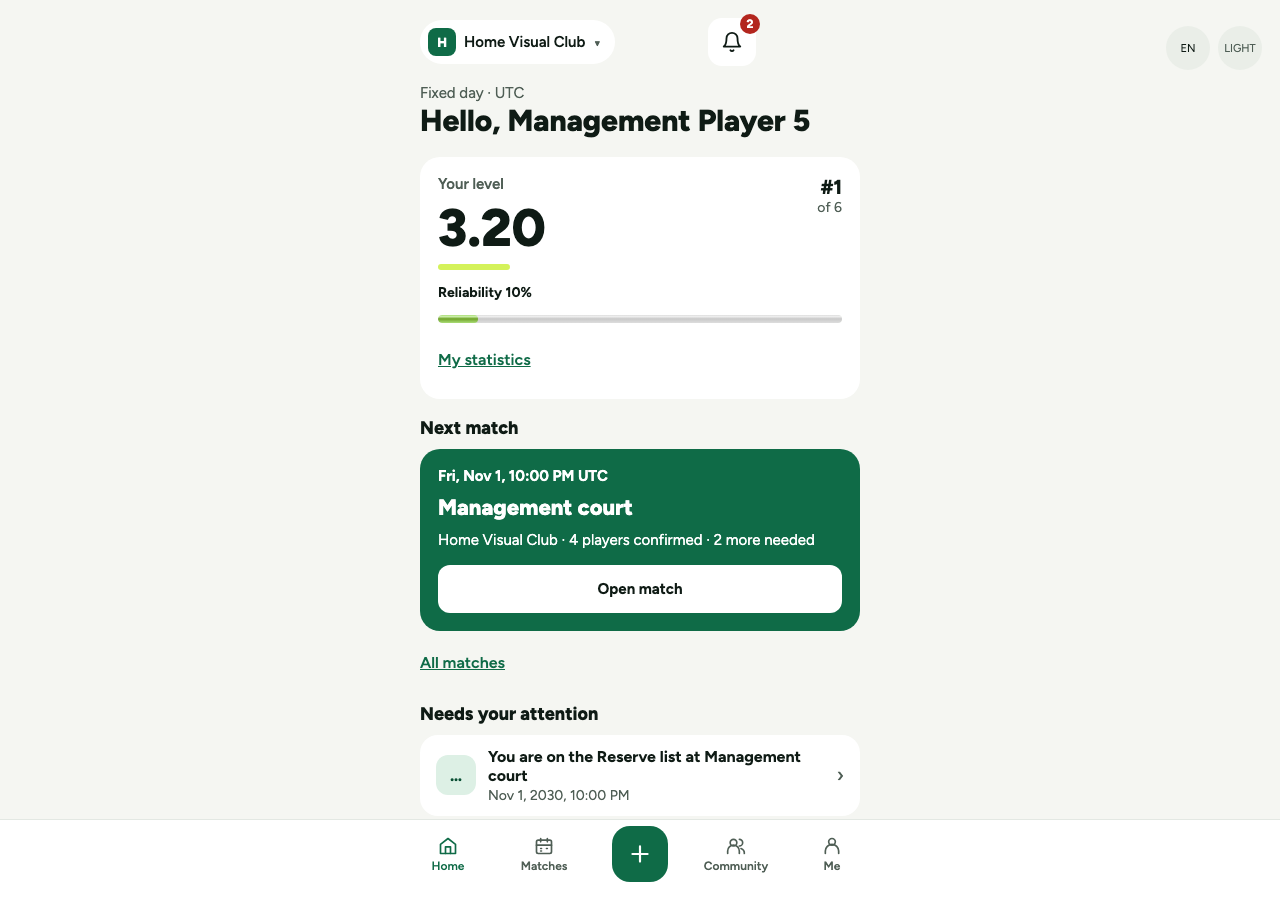 H Home Visual Club ▾
2
EN
LIGHT
Fixed day · UTC
Hello, Management Player 5
Your level
#1
3.20
of 6
Reliability 10%
My statistics
Next match
Fri, Nov 1, 10:00 PM UTC
Management court
Home Visual Club · 4 players confirmed · 2 more needed
Open match
All matches
Needs your attention
... You are on the Reserve list at Management
court
Nov 1, 2030, 10:00 PM
Home
Matches
Community
Me